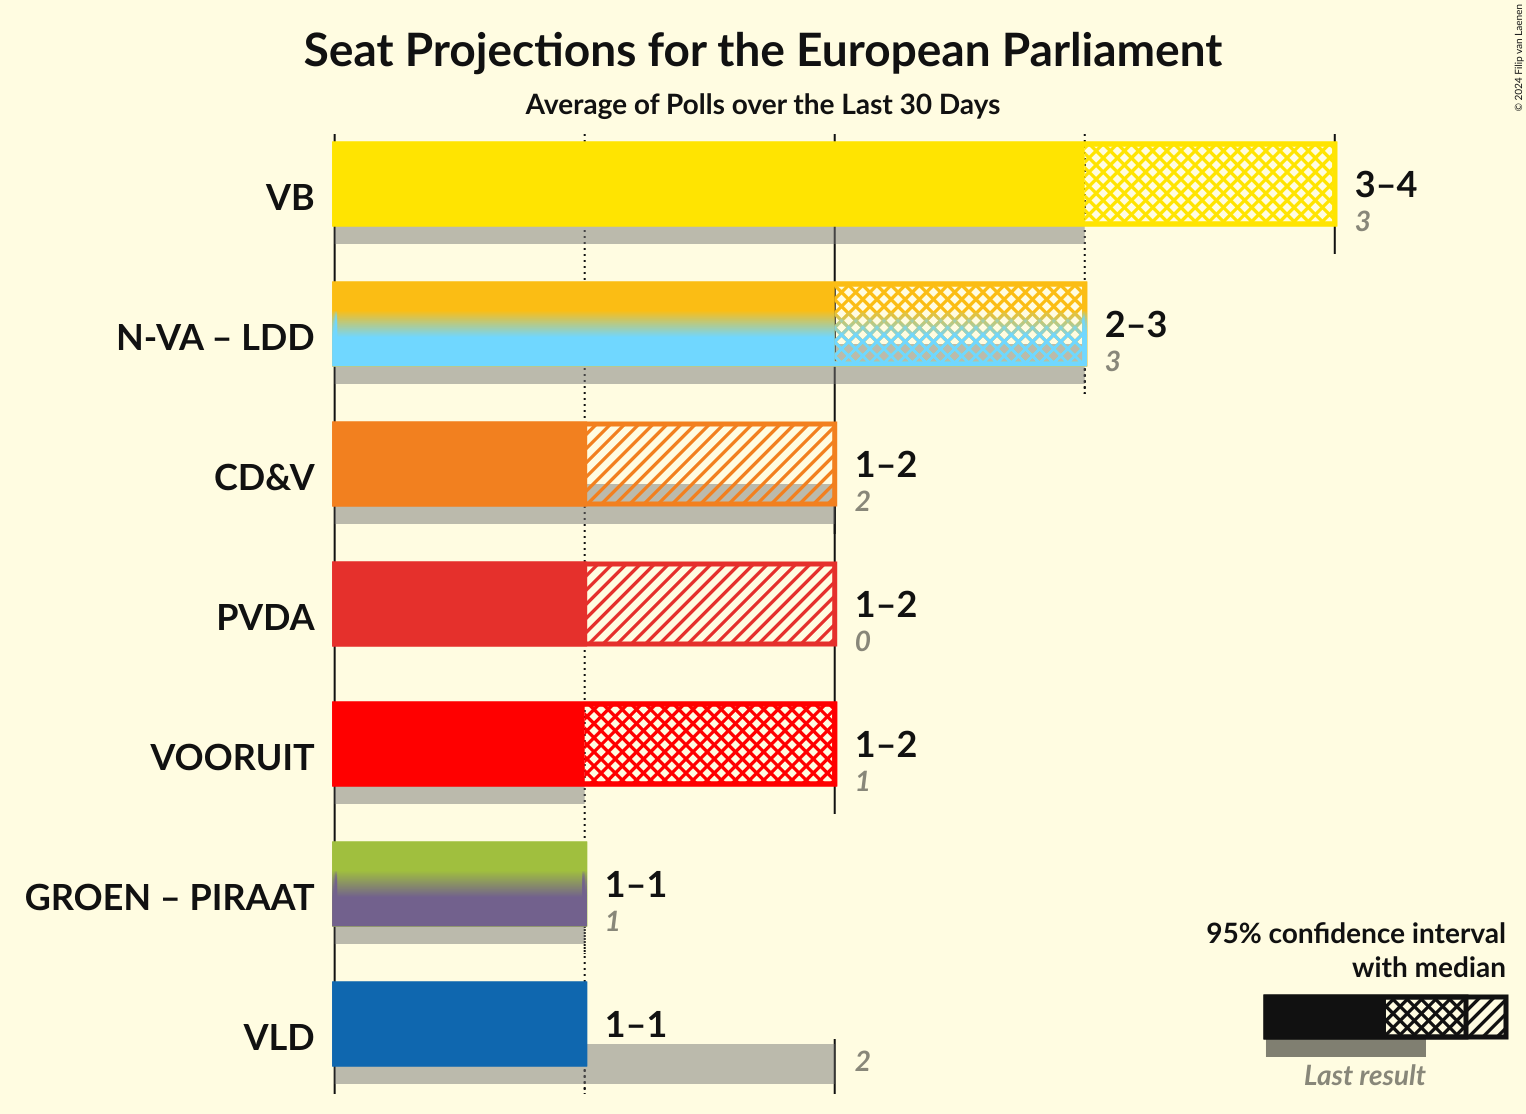 Seat Projections for the European Parliament
Average of Polls over the Last 30 Days
© 2024 Filip van Laenen
VB
3–4
3
N-VA – LDD
2–3
3
CD&V
1–2
2
PVDA
1–2
0
VOORUIT
1–2
1
GROEN – PIRAAT
1–1
1
VLD
1–1
2
95% confidence interval
with median
Last result